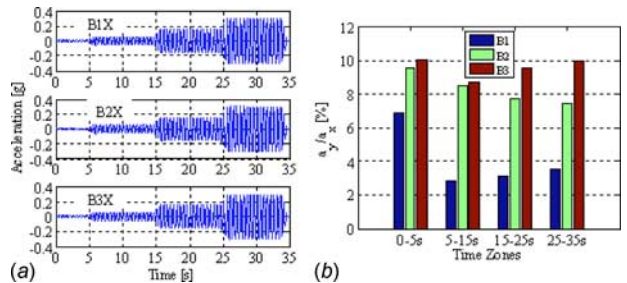 0.4
0.2
0
-0.2
-0.4
B1X
0 5 10 15 20 25 30 35
0.4
0.2
0
-0.2
-0.4
B2X
0 5 10 15 20 25 30 35
0.4
0.2
0
-0.2
-0.4
B3X
0 5 10 15 20 25 30 35
Acceleration [g]
Time [s]
(a)
12
10
8
6
4
2
0
a_y/a_x [%]
B1
B2
B3
0-5s 5-15s 15-25s 25-35s
Time Zones
(b)